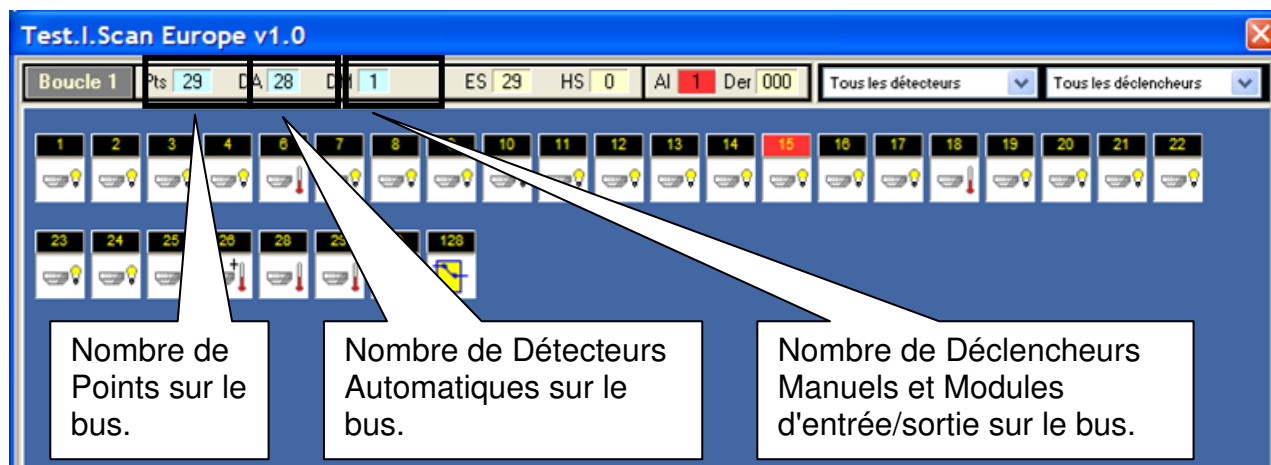 Test.I.Scan Europe v1.0
Boucle 1 Pts 29 DA 28 DM 1 ES 29 HS 0 Al 1 Der 000 Tous les détecteurs Tous les déclencheurs
1 2 3 4 6 7 8 9 10 11 12 13 14 15 16 17 18 19 20 21 22
23 24 25 26 28 128
Nombre de
Points sur le
bus.
Nombre de Détecteurs
Automatiques sur le
bus.
Nombre de Déclencheurs
Manuels et Modules
d'entrée/sortie sur le bus.